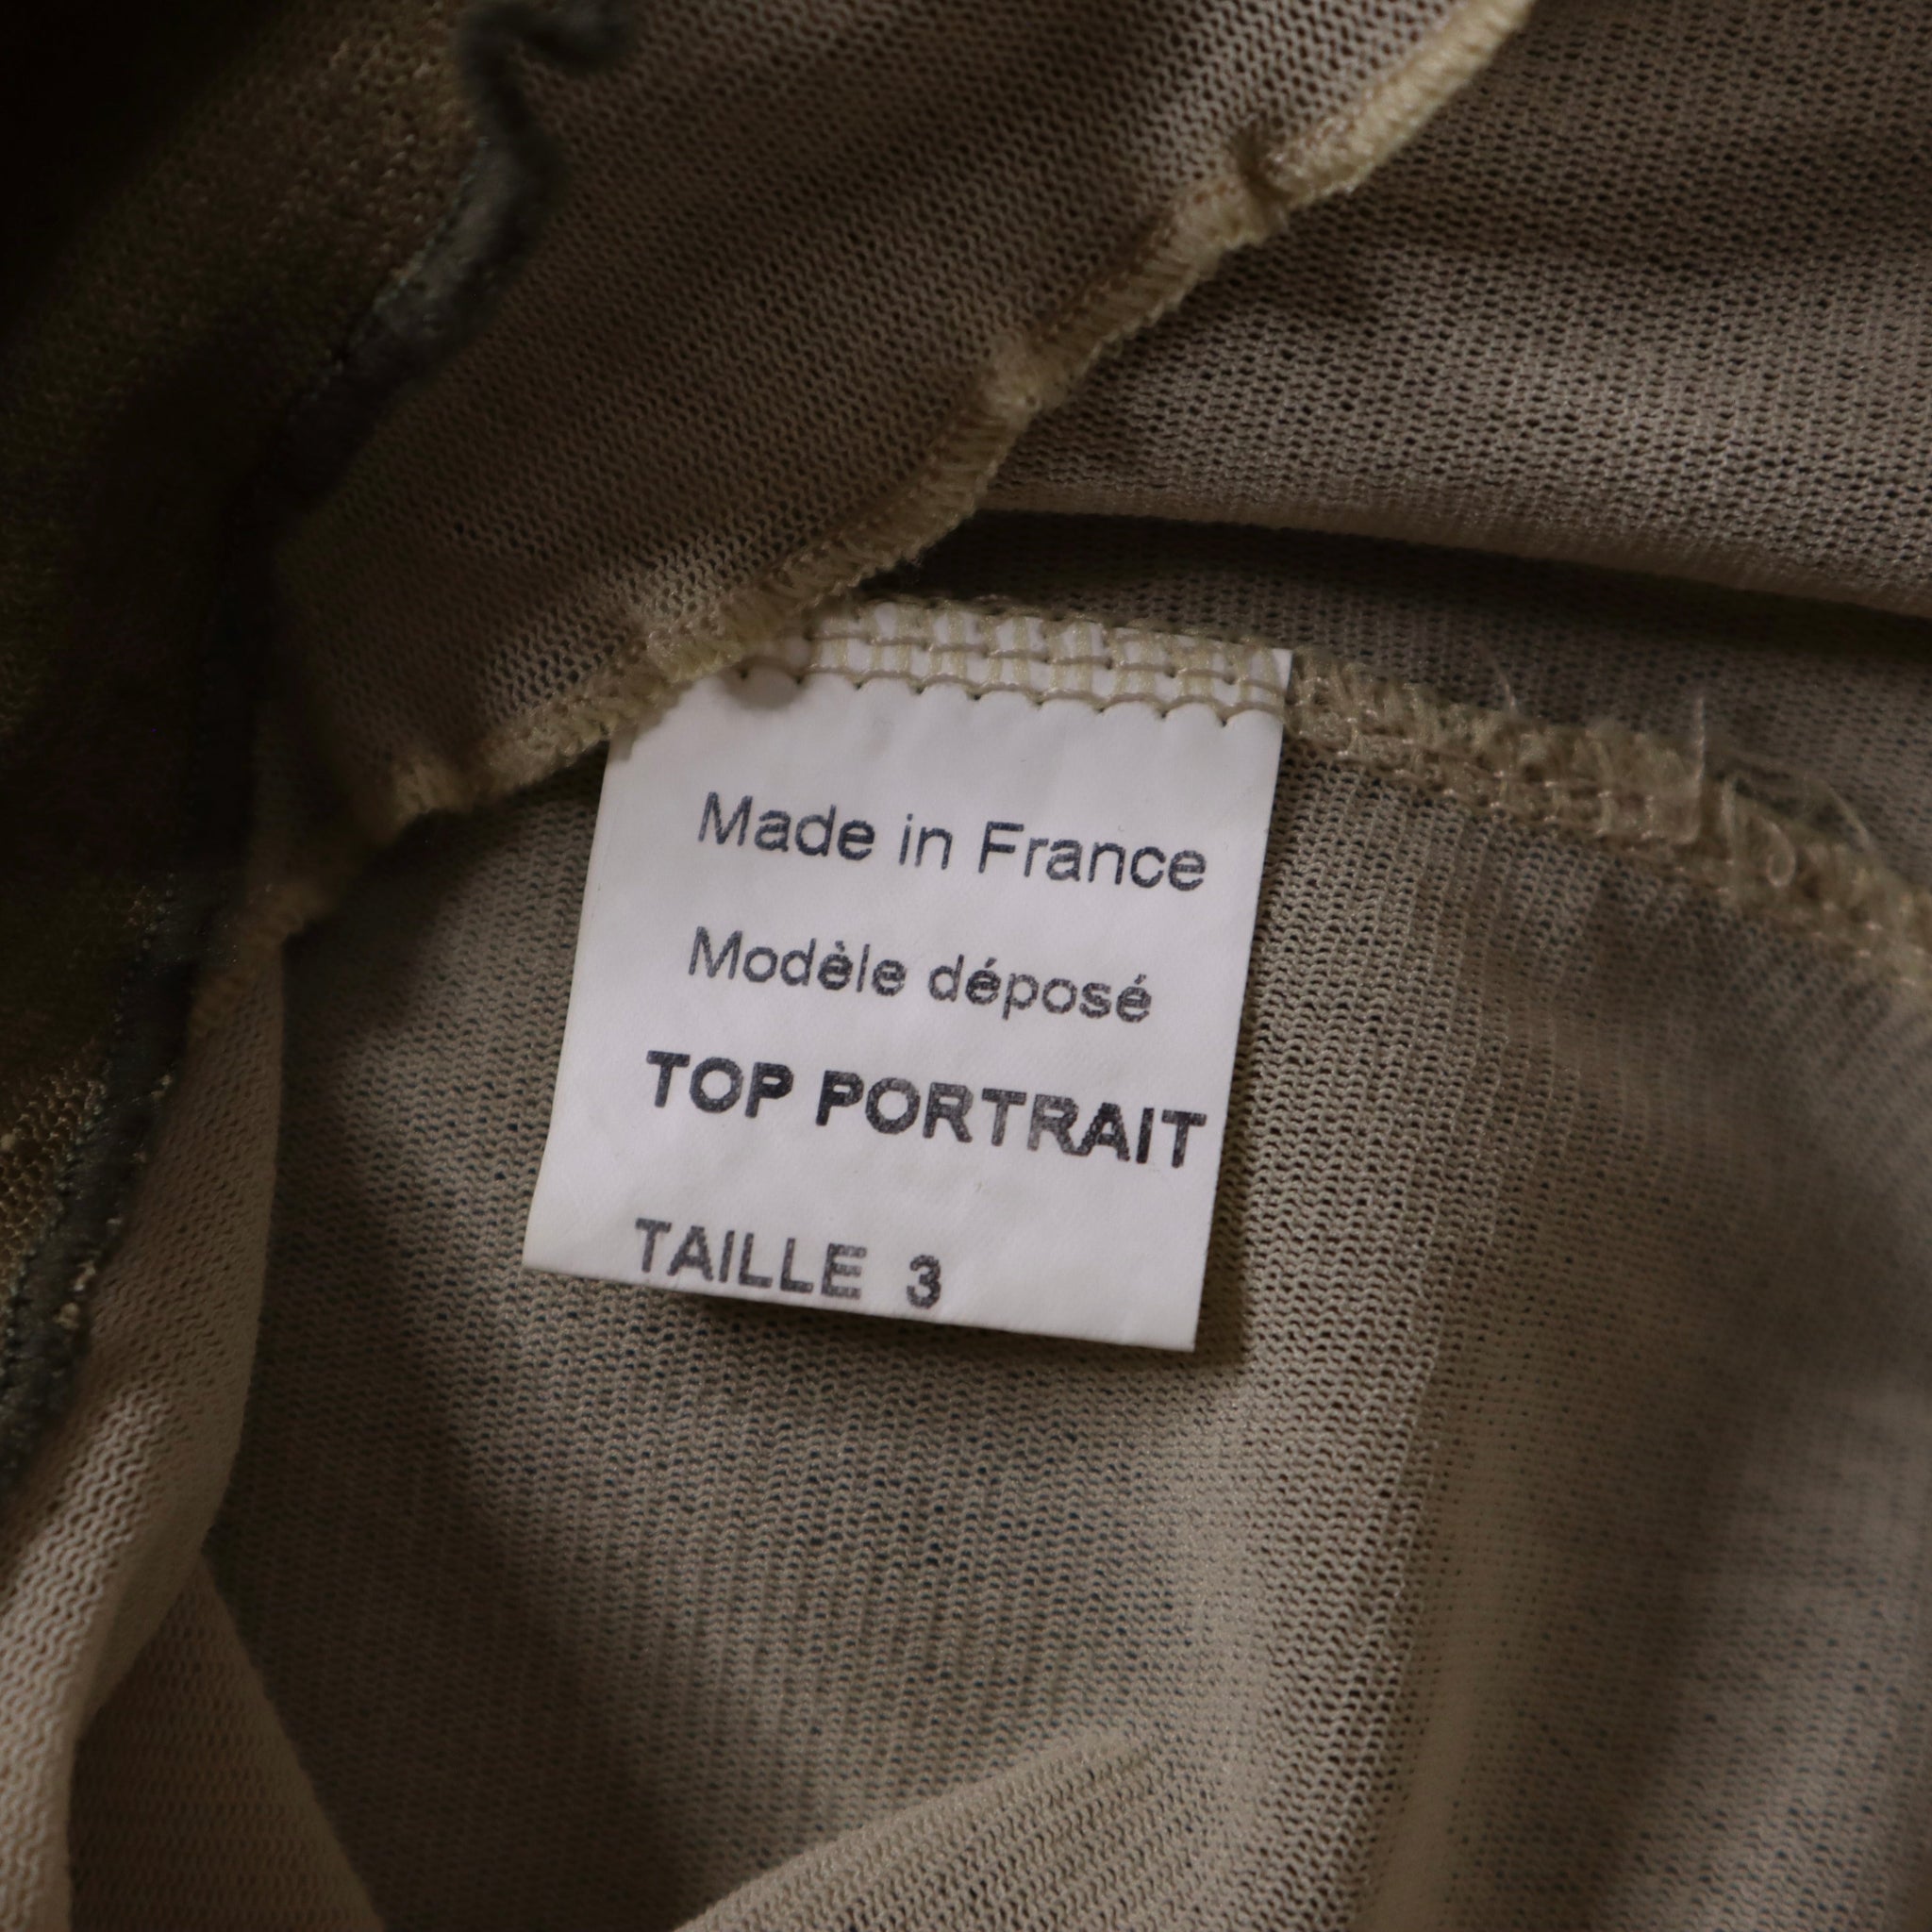 Made in France
Modèle déposé
TOP PORTRAIT
TAILLE 3